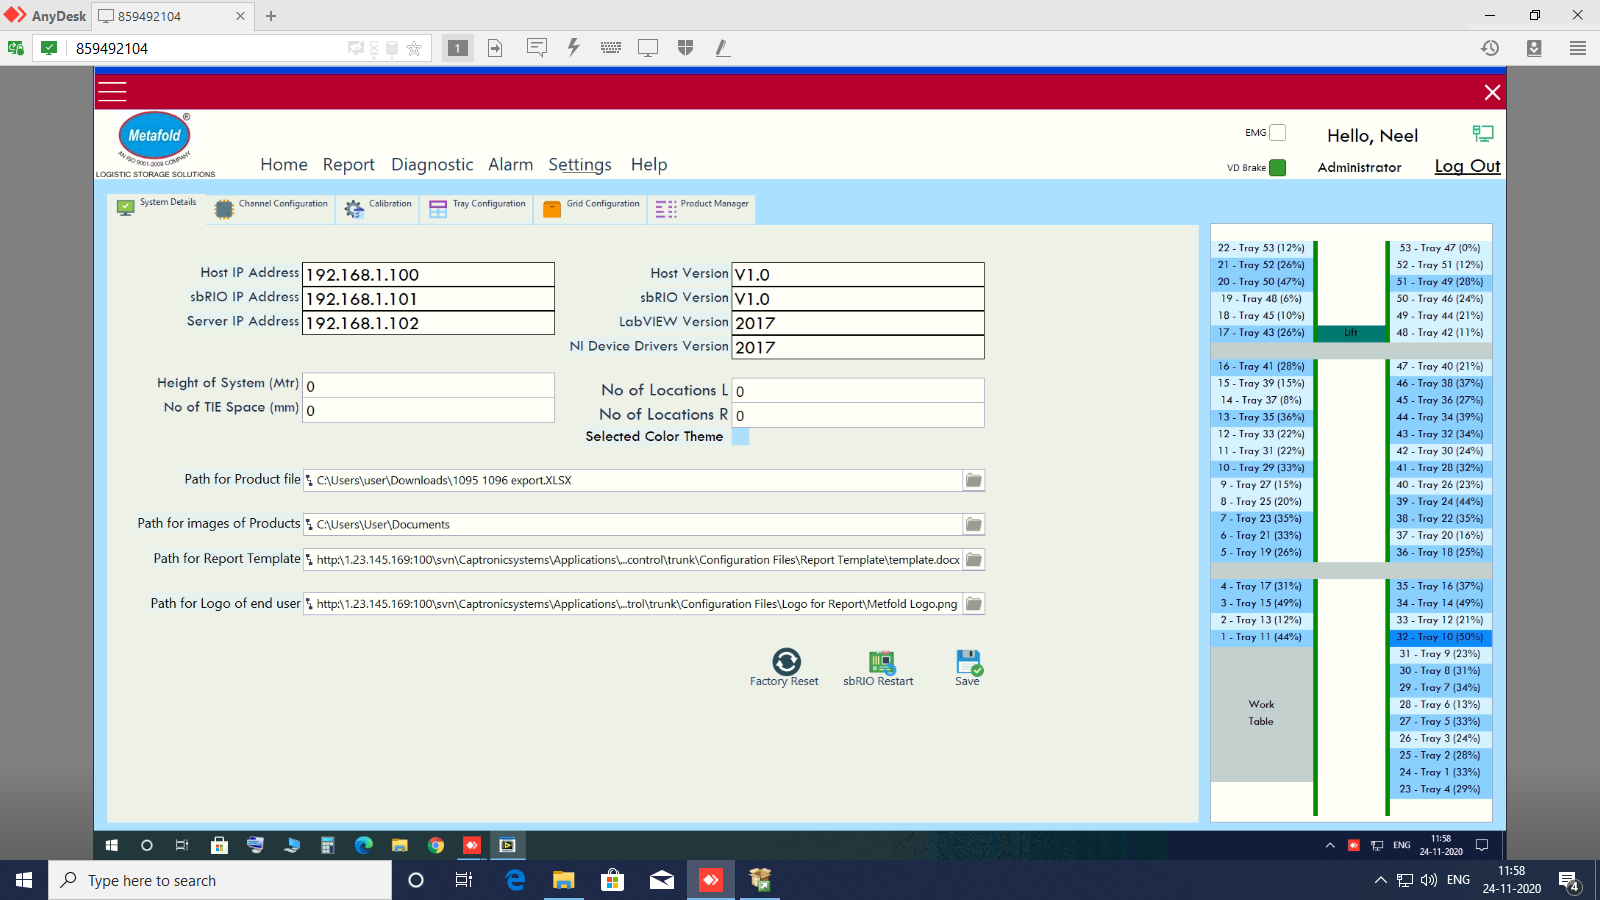 AnyDesk
859492104
859492104
1
Metafold
®
AN ISO 9001-2008 COMPANY
LOGISTIC STORAGE SOLUTIONS
Home Report Diagnostic Alarm Settings Help
EMG
Hello, Neel
VD Brake
Administrator
Log Out
System Details
Channel Configuration
Calibration
Tray Configuration
Grid Configuration
Product Manager
Host IP Address 192.168.1.100
sbRIO IP Address 192.168.1.101
Server IP Address 192.168.1.102
Host Version V1.0
sbRIO Version V1.0
LabVIEW Version 2017
NI Device Drivers Version 2017
Height of System (Mtr) 0
No of TIE Space (mm) 0
No of Locations L 0
No of Locations R 0
Selected Color Theme
Path for Product file C:\Users\user\Downloads\1095 1096 export.XLSX
Path for images of Products C:\Users\User\Documents
Path for Report Template http:\1.23.145.169:100\svn\Captronicsystems\Applications\...control\trunk\Configuration Files\Report Template\template.docx
Path for Logo of end user http:\1.23.145.169:100\svn\Captronicsystems\Applications\...trol\trunk\Configuration Files\Logo for Report\Metfold Logo.png
Factory Reset
sbRIO Restart
Save
22 - Tray 53 (12%)
21 - Tray 52 (26%)
20 - Tray 50 (47%)
19 - Tray 48 (6%)
18 - Tray 45 (10%)
17 - Tray 43 (26%)
16 - Tray 41 (28%)
15 - Tray 39 (15%)
14 - Tray 37 (8%)
13 - Tray 35 (36%)
12 - Tray 33 (22%)
11 - Tray 31 (22%)
10 - Tray 29 (33%)
9 - Tray 27 (15%)
8 - Tray 25 (20%)
7 - Tray 23 (35%)
6 - Tray 21 (33%)
5 - Tray 19 (26%)
4 - Tray 17 (31%)
3 - Tray 15 (49%)
2 - Tray 13 (12%)
1 - Tray 11 (44%)
Work
Table
Lift
53 - Tray 47 (0%)
52 - Tray 51 (12%)
51 - Tray 49 (28%)
50 - Tray 46 (24%)
49 - Tray 44 (21%)
48 - Tray 42 (11%)
47 - Tray 40 (21%)
46 - Tray 38 (37%)
45 - Tray 36 (27%)
44 - Tray 34 (39%)
43 - Tray 32 (34%)
42 - Tray 30 (24%)
41 - Tray 28 (32%)
40 - Tray 26 (23%)
39 - Tray 24 (44%)
38 - Tray 22 (35%)
37 - Tray 20 (16%)
36 - Tray 18 (25%)
35 - Tray 16 (37%)
34 - Tray 14 (49%)
33 - Tray 12 (21%)
32 - Tray 10 (50%)
31 - Tray 9 (23%)
30 - Tray 8 (31%)
29 - Tray 7 (34%)
28 - Tray 6 (13%)
27 - Tray 5 (33%)
26 - Tray 3 (24%)
25 - Tray 2 (28%)
24 - Tray 1 (33%)
23 - Tray 4 (29%)
ENG
11:58
24-11-2020
Type here to search
ENG
11:58
24-11-2020
4